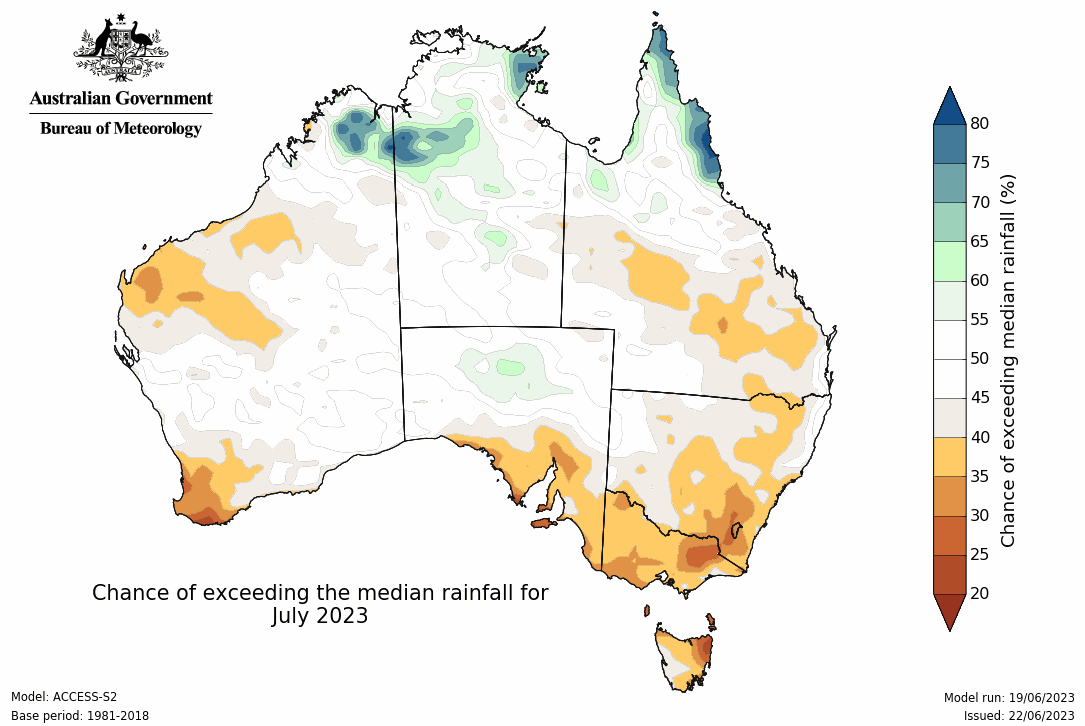 AUSTRALIA
Australian Government
Bureau of Meteorology
80
75
70
65
60
55
50
45
40
35
30
25
20
Chance of exceeding median rainfall (%)
Chance of exceeding the median rainfall for
July 2023
Model: ACCESS-S2
Base period: 1981-2018
Model run: 19/06/2023
Issued: 22/06/2023